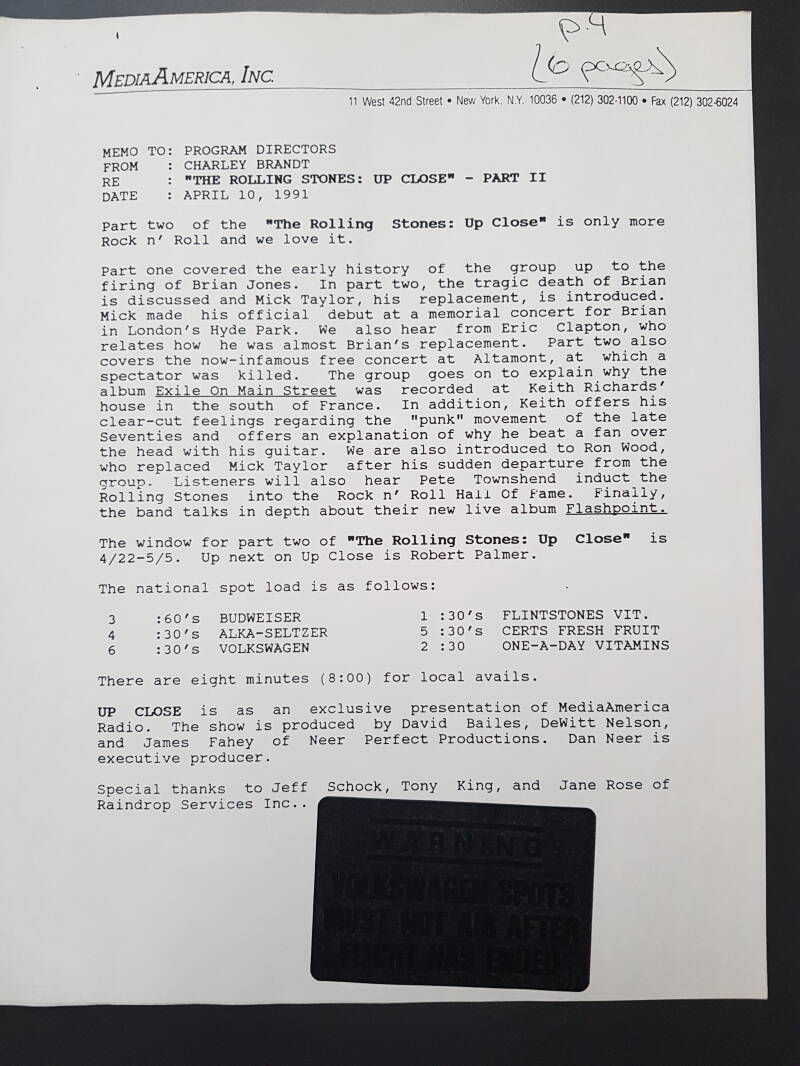 p.4
(6 pages)
MEDIAAMERICA, INC.
11 West 42nd Street • New York, N.Y. 10036 • (212) 302-1100 • Fax (212) 302-6024
MEMO TO: PROGRAM DIRECTORS
FROM : CHARLEY BRANDT
RE : "THE ROLLING STONES: UP CLOSE" - PART II
DATE : APRIL 10, 1991
Part two of the "The Rolling Stones: Up Close" is only more
Rock n' Roll and we love it.
Part one covered the early history of the group up to the
firing of Brian Jones. In part two, the tragic death of Brian
is discussed and Mick Taylor, his replacement, is introduced.
Mick made his official debut at a memorial concert for Brian
in London's Hyde Park. We also hear from Eric Clapton, who
relates how he was almost Brian's replacement. Part two also
covers the now-infamous free concert at Altamont, at which a
spectator was killed. The group goes on to explain why the
album Exile On Main Street was recorded at Keith Richards'
house in the south of France. In addition, Keith offers his
clear-cut feelings regarding the "punk" movement of the late
Seventies and offers an explanation of why he beat a fan over
the head with his guitar. We are also introduced to Ron Wood,
who replaced Mick Taylor after his sudden departure from the
group. Listeners will also hear Pete Townshend induct the
Rolling Stones into the Rock n' Roll Hall Of Fame. Finally,
the band talks in depth about their new live album Flashpoint.
The window for part two of "The Rolling Stones: Up Close" is
4/22-5/5. Up next on Up Close is Robert Palmer.
The national spot load is as follows:
3 :60's BUDWEISER 1 :30's FLINTSTONES VIT.
4 :30's ALKA-SELTZER 5 :30's CERTS FRESH FRUIT
6 :30's VOLKSWAGEN 2 :30 ONE-A-DAY VITAMINS
There are eight minutes (8:00) for local avails.
UP CLOSE is as an exclusive presentation of MediaAmerica
Radio. The show is produced by David Bailes, DeWitt Nelson,
and James Fahey of Neer Perfect Productions. Dan Neer is
executive producer.
Special thanks to Jeff Schock, Tony King, and Jane Rose of
Raindrop Services Inc..
WARNING
VOLKSWAGEN SPOTS
MUST NOT AIR AFTER
FLIGHT HAS ENDED